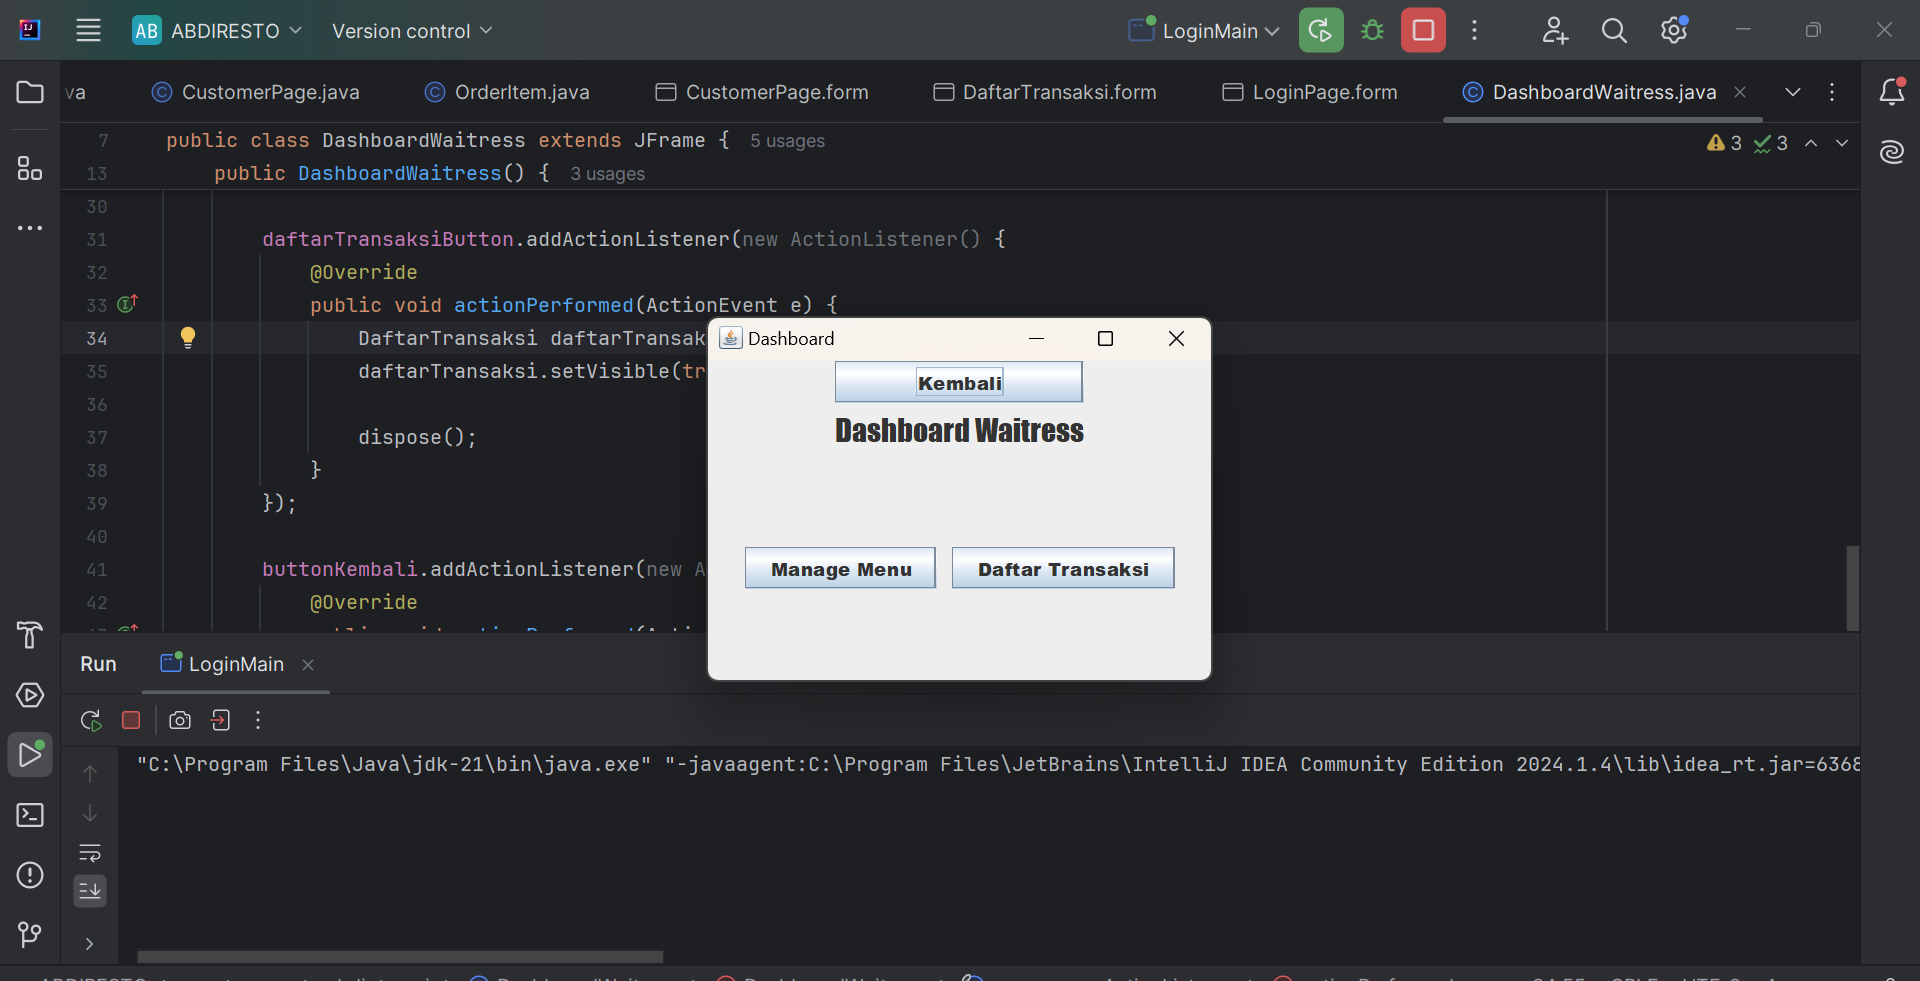 AB ABDIRESTO Version control LoginMain
va CustomerPage.java OrderItem.java CustomerPage.form DaftarTransaksi.form LoginPage.form DashboardWaitress.java
7 public class DashboardWaitress extends JFrame { 5 usages 3 3
13 public DashboardWaitress() { 3 usages
30
31 daftarTransaksiButton.addActionListener(new ActionListener() {
32 @Override
33 public void actionPerformed(ActionEvent e) {
34 DaftarTransaksi daftarTransak
35 daftarTransaksi.setVisible(tr
36
37 dispose();
38 }
39 });
40
41 buttonKembali.addActionListener(new A
42 @Override
Dashboard
Kembali
Dashboard Waitress
Manage Menu Daftar Transaksi
Run LoginMain
"C:\Program Files\Java\jdk-21\bin\java.exe" "-javaagent:C:\Program Files\JetBrains\IntelliJ IDEA Community Edition 2024.1.4\lib\idea_rt.jar=6368